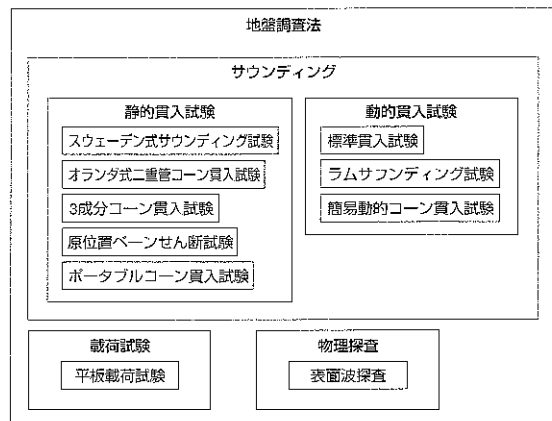 地盤調査法
サウンディング
静的貫入試験
スウェーデン式サウンディング試験
オランダ式二重管コーン貫入試験
3成分コーン貫入試験
原位置ベーンせん断試験
ポータブルコーン貫入試験
動的貫入試験
標準貫入試験
ラムサウンディング試験
簡易動的コーン貫入試験
載荷試験
平板載荷試験
物理探査
表面波探査